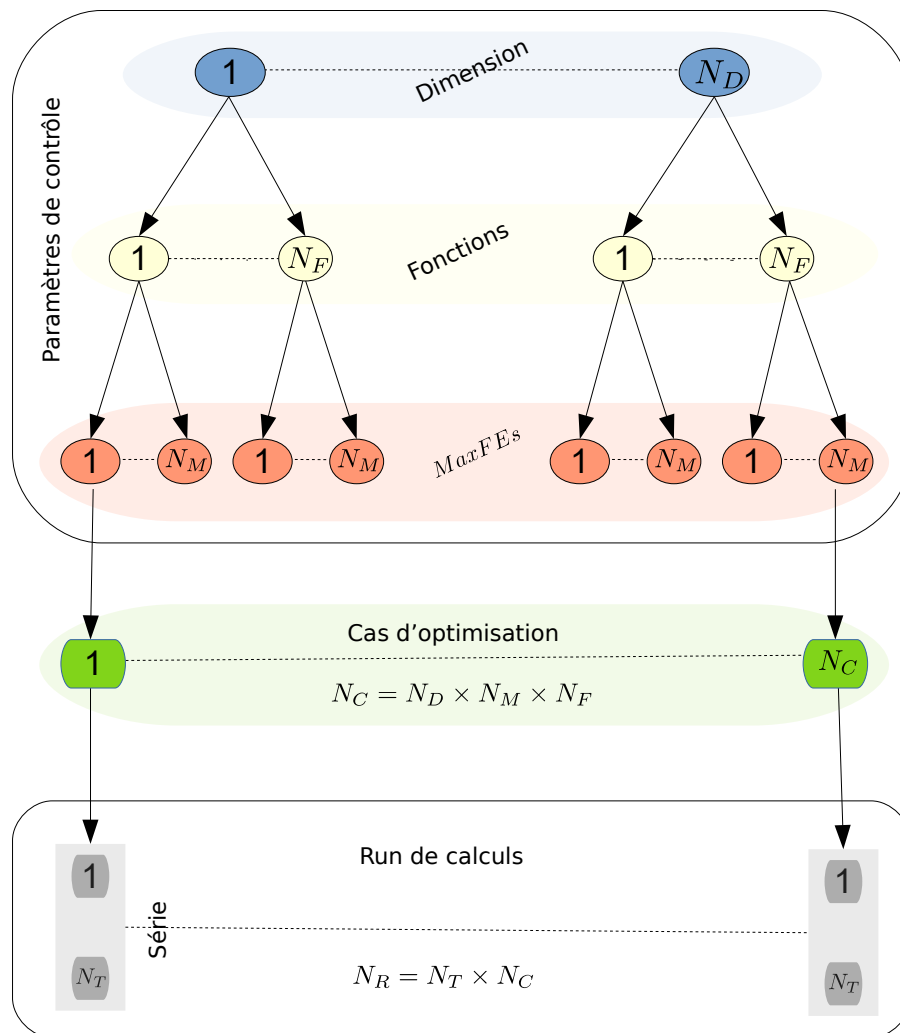 1
Dimension
N_D
Paramètres de contrôle
1
N_F
Fonctions
1
N_F
1
N_M
1
N_M
MaxFEs
1
N_M
1
N_M
Cas d'optimisation
1
N_C
N_C = N_D × N_M × N_F
Run de calculs
1
1
Série
N_T
N_R = N_T × N_C
N_T